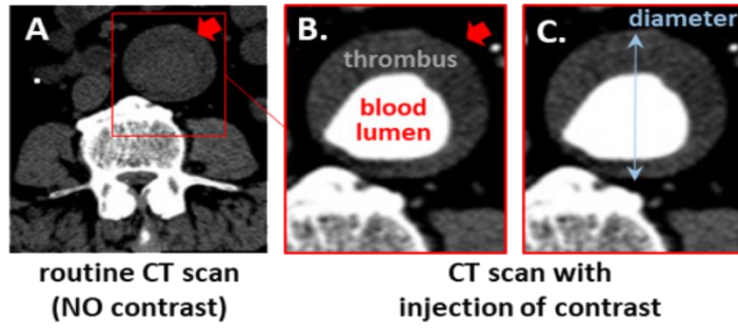 A
B.
thrombus
blood
lumen
C.
diameter
routine CT scan
(NO contrast)
CT scan with
injection of contrast